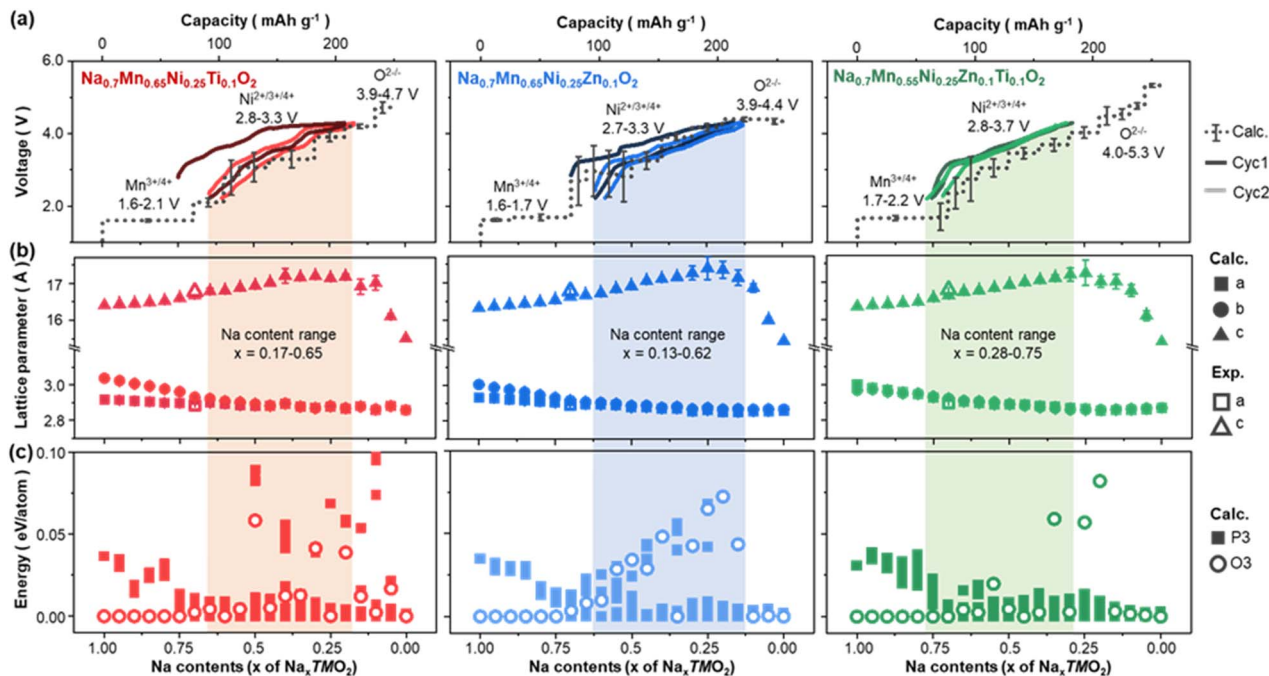 (a)
Capacity ( mAh g⁻¹ )
Capacity ( mAh g⁻¹ )
Capacity ( mAh g⁻¹ )
0 100 200
0 100 200
0 100 200
Voltage ( V )
6.0
4.0
2.0
Na₀.₇Mn₀.₆₅Ni₀.₂₅Ti₀.₁O₂
O²⁻/⁻
3.9-4.7 V
Ni²⁺/³⁺/⁴⁺
2.8-3.3 V
Mn³⁺/⁴⁺
1.6-2.1 V
Na₀.₇Mn₀.₆₅Ni₀.₂₅Zn₀.₁O₂
O²⁻/⁻
3.9-4.4 V
Ni²⁺/³⁺/⁴⁺
2.7-3.3 V
Mn³⁺/⁴⁺
1.6-1.7 V
Na₀.₇Mn₀.₅₅Ni₀.₂₅Zn₀.₁Ti₀.₁O₂
Ni²⁺/³⁺/⁴⁺
2.8-3.7 V
O²⁻/⁻
4.0-5.3 V
Mn³⁺/⁴⁺
1.7-2.2 V
Calc.
Cyc1
Cyc2
(b)
Lattice parameter ( Å )
17
16
3.0
2.8
Na content range
x = 0.17-0.65
Na content range
x = 0.13-0.62
Na content range
x = 0.28-0.75
Calc.
a
b
c
Exp.
a
c
(c)
Energy ( eV/atom )
0.10
0.05
0.00
Calc.
P3
O3
1.00 0.75 0.5 0.25 0.00
1.00 0.75 0.5 0.25 0.00
1.00 0.75 0.5 0.25 0.00
Na contents (x of NaₓTMO₂)
Na contents (x of NaₓTMO₂)
Na contents (x of NaₓTMO₂)